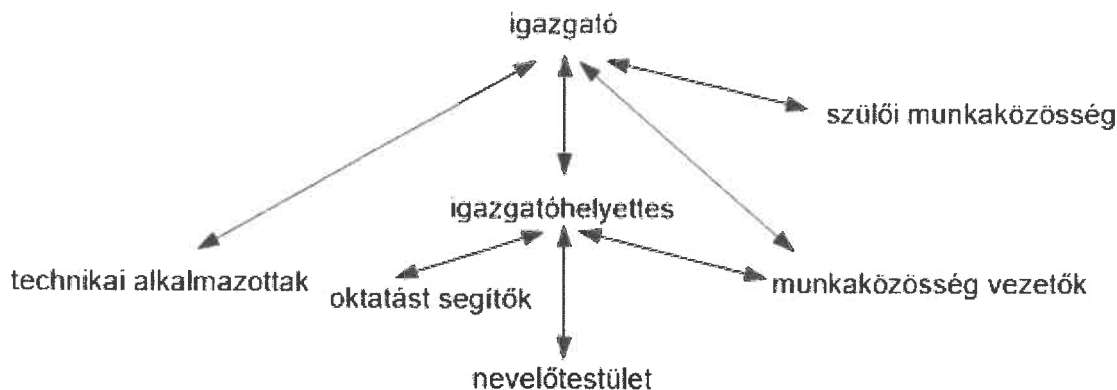 igazgató
szülői munkaközösség
igazgatóhelyettes
technikai alkalmazottak
oktatást segítők
munkaközösség vezetők
nevelőtestület